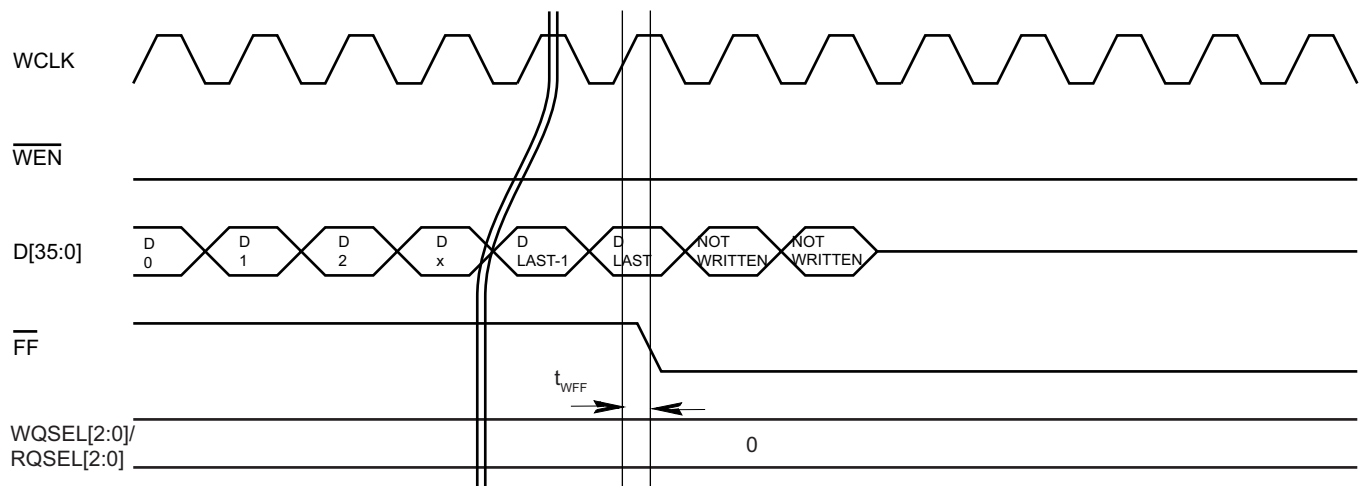 WCLK
WEN
D[35:0]
D
0
D
1
D
2
D
x
D
LAST-1
D
LAST
NOT
WRITTEN
NOT
WRITTEN
FF
tWFF
WQSEL[2:0]/
RQSEL[2:0]
0